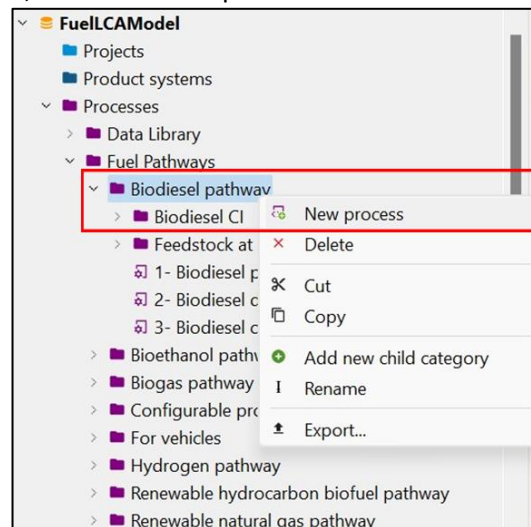 FuelLCAModel
Projects
Product systems
Processes
Data Library
Fuel Pathways
Biodiesel pathway
Biodiesel CI
New process
Feedstock at
Delete
1- Biodiesel
Cut
2- Biodiesel
Copy
3- Biodiesel
Bioethanol
Add new child category
Biogas pathway
Rename
Configurable
For vehicles
Export...
Hydrogen pathway
Renewable hydrocarbon biofuel pathway
Renewable natural gas pathway